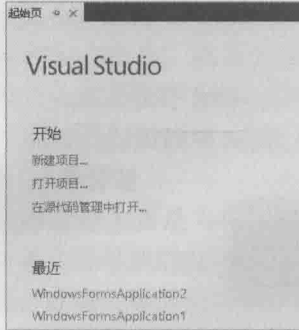 起始页
Visual Studio
开始
新建项目...
打开项目...
在源代码管理中打开...
最近
WindowsFormsApplication2
WindowsFormsApplication1